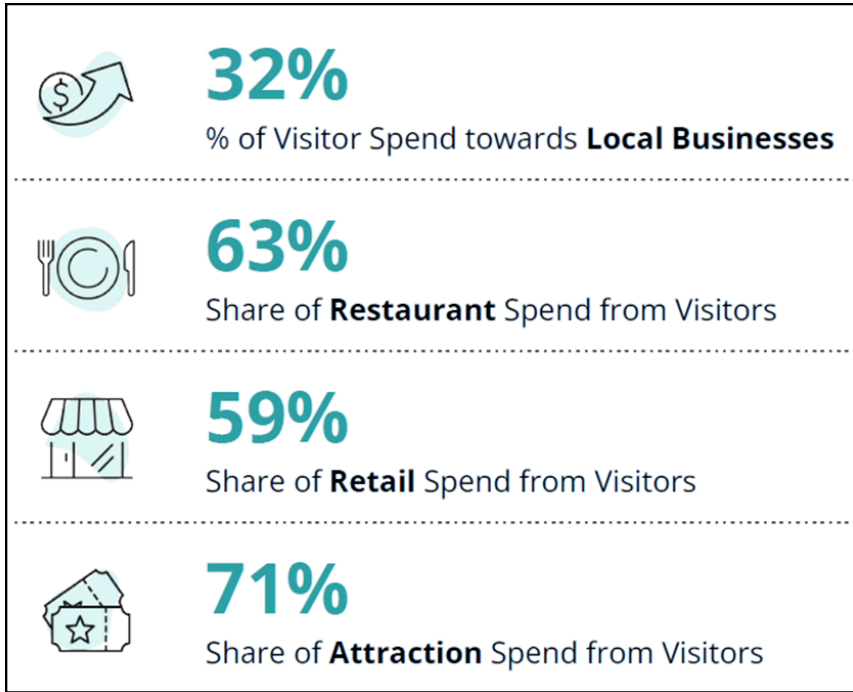 32%
% of Visitor Spend towards Local Businesses
63%
Share of Restaurant Spend from Visitors
59%
Share of Retail Spend from Visitors
71%
Share of Attraction Spend from Visitors